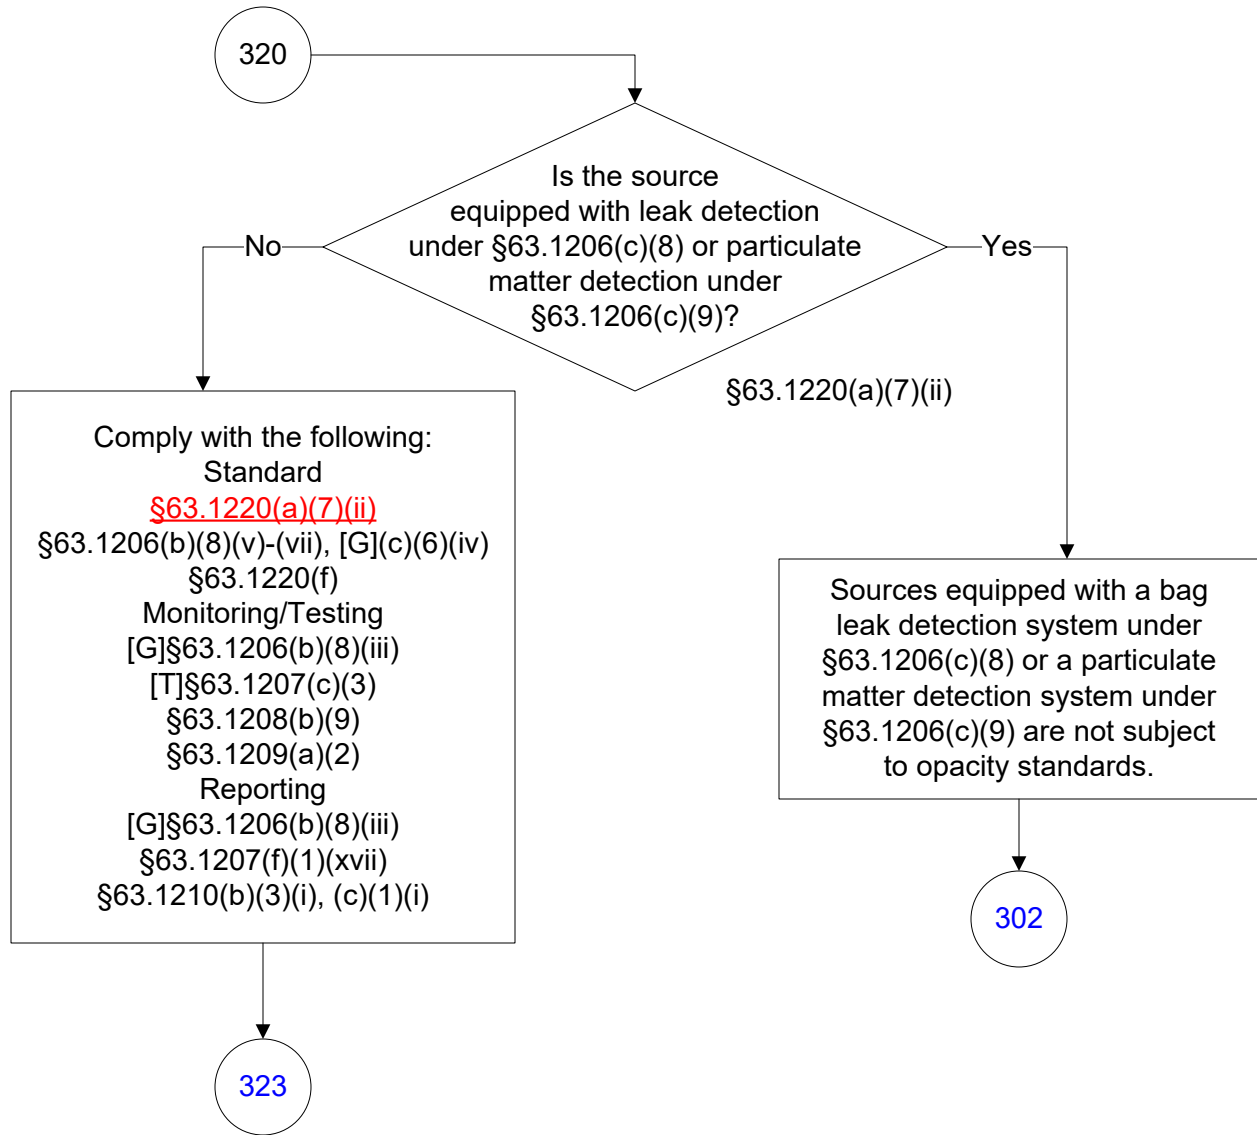 320
Is the source
equipped with leak detection
under §63.1206(c)(8) or particulate
matter detection under
§63.1206(c)(9)?
No
Yes
§63.1220(a)(7)(ii)
Comply with the following:
Standard
§63.1220(a)(7)(ii)
§63.1206(b)(8)(v)-(vii), [G](c)(6)(iv)
§63.1220(f)
Monitoring/Testing
[G]§63.1206(b)(8)(iii)
[T]§63.1207(c)(3)
§63.1208(b)(9)
§63.1209(a)(2)
Reporting
[G]§63.1206(b)(8)(iii)
§63.1207(f)(1)(xvii)
§63.1210(b)(3)(i), (c)(1)(i)
Sources equipped with a bag
leak detection system under
§63.1206(c)(8) or a particulate
matter detection system under
§63.1206(c)(9) are not subject
to opacity standards.
302
323